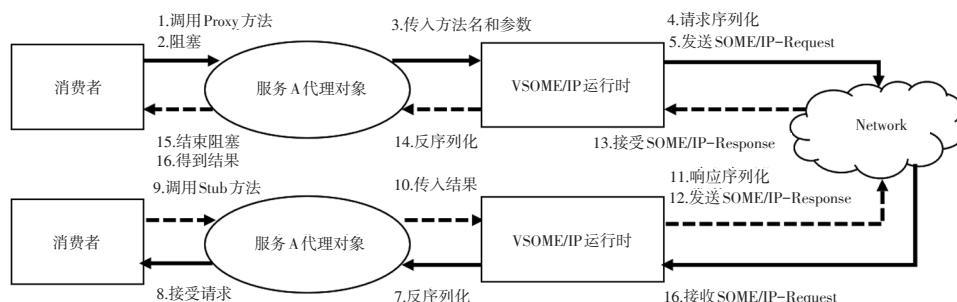 1.调用Proxy方法
2.阻塞
3.传入方法名和参数
4.请求序列化
5.发送SOME/IP-Request
消费者
服务A代理对象
VSOME/IP运行时
Network
15.结束阻塞
16.得到结果
14.反序列化
13.接受SOME/IP-Response
9.调用Stub方法
10.传入结果
11.响应序列化
12.发送SOME/IP-Response
消费者
服务A代理对象
VSOME/IP运行时
8.接受请求
7.反序列化
16.接收SOME/IP-Request